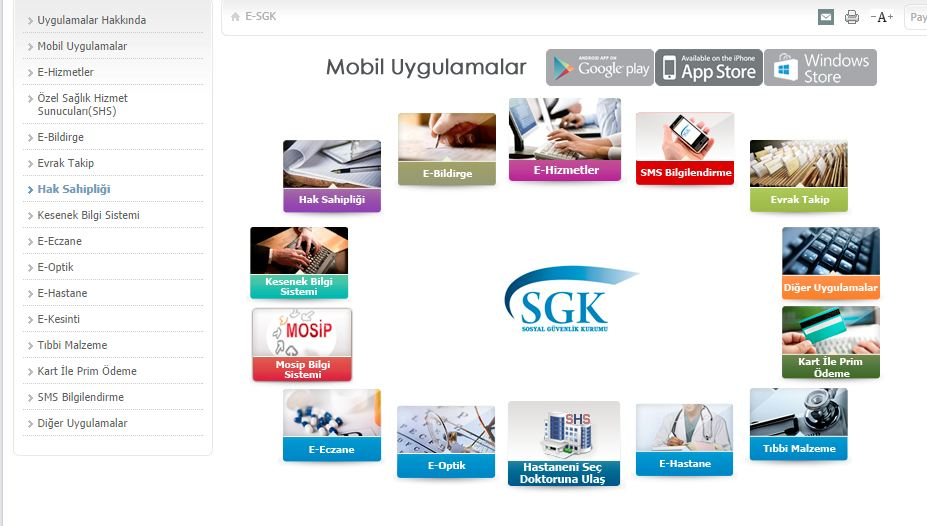 Uygulamalar Hakkında
Mobil Uygulamalar
E-Hizmetler
Özel Sağlık Hizmet
Sunucuları(SHS)
E-Bildirge
Evrak Takip
Hak Sahipliği
Kesenek Bilgi Sistemi
E-Eczane
E-Optik
E-Hastane
E-Kesinti
Tıbbi Malzeme
Kart İle Prim Ödeme
SMS Bilgilendirme
Diğer Uygulamalar
E-SGK
-A+
Pay
Mobil Uygulamalar
ANDROID APP ON
Google play
Available on the iPhone
App Store
Windows
Store
Hak Sahipliği
E-Bildirge
E-Hizmetler
SMS Bilgilendirme
Evrak Takip
Kesenek Bilgi
Sistemi
Diğer Uygulamalar
SGK
SOSYAL GÜVENLİK KURUMU
MOSİP
Mosip Bilgi
Sistemi
Kart İle Prim
Ödeme
E-Eczane
E-Optik
SHS
Hastaneni Seç
Doktoruna Ulaş
E-Hastane
Tıbbi Malzeme